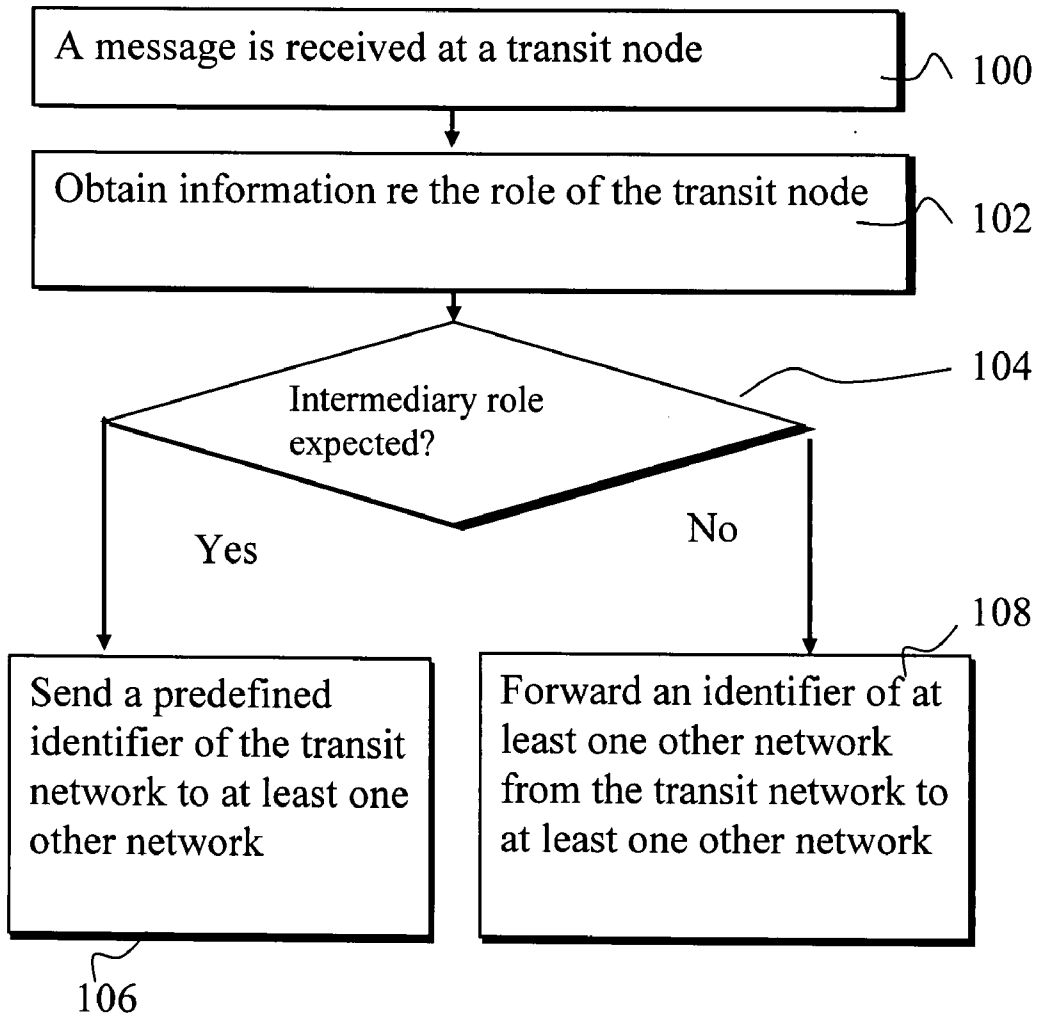 A message is received at a transit node
100
Obtain information re the role of the transit node
102
104
Intermediary role
expected?
Yes
No
108
Send a predefined
identifier of the transit
network to at least one
other network
Forward an identifier of at
least one other network
from the transit network to
at least one other network
106